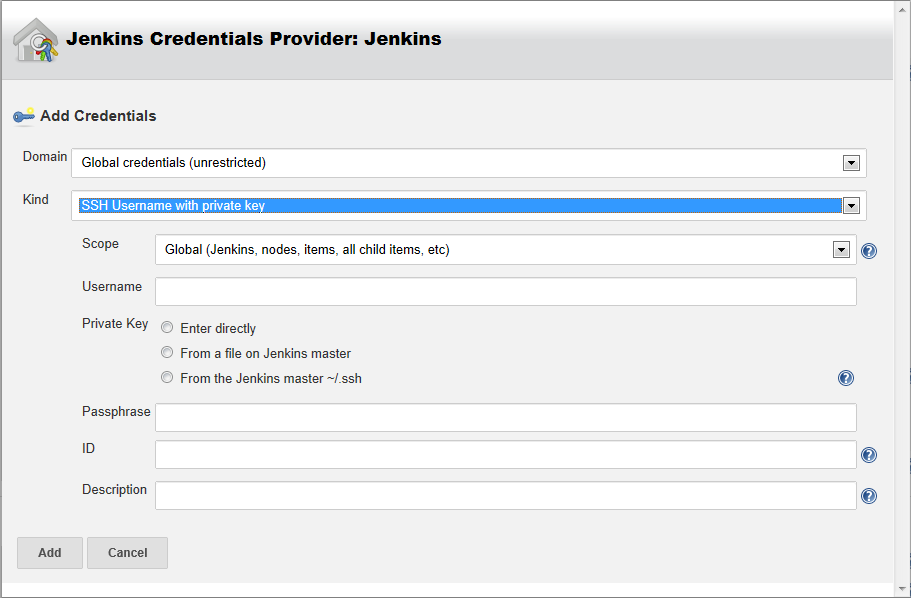 Jenkins Credentials Provider: Jenkins
Add Credentials
Domain Global credentials (unrestricted)
Kind SSH Username with private key
Scope Global (Jenkins, nodes, items, all child items, etc)
Username
Private Key Enter directly
From a file on Jenkins master
From the Jenkins master ~/.ssh
Passphrase
ID
Description
Add Cancel